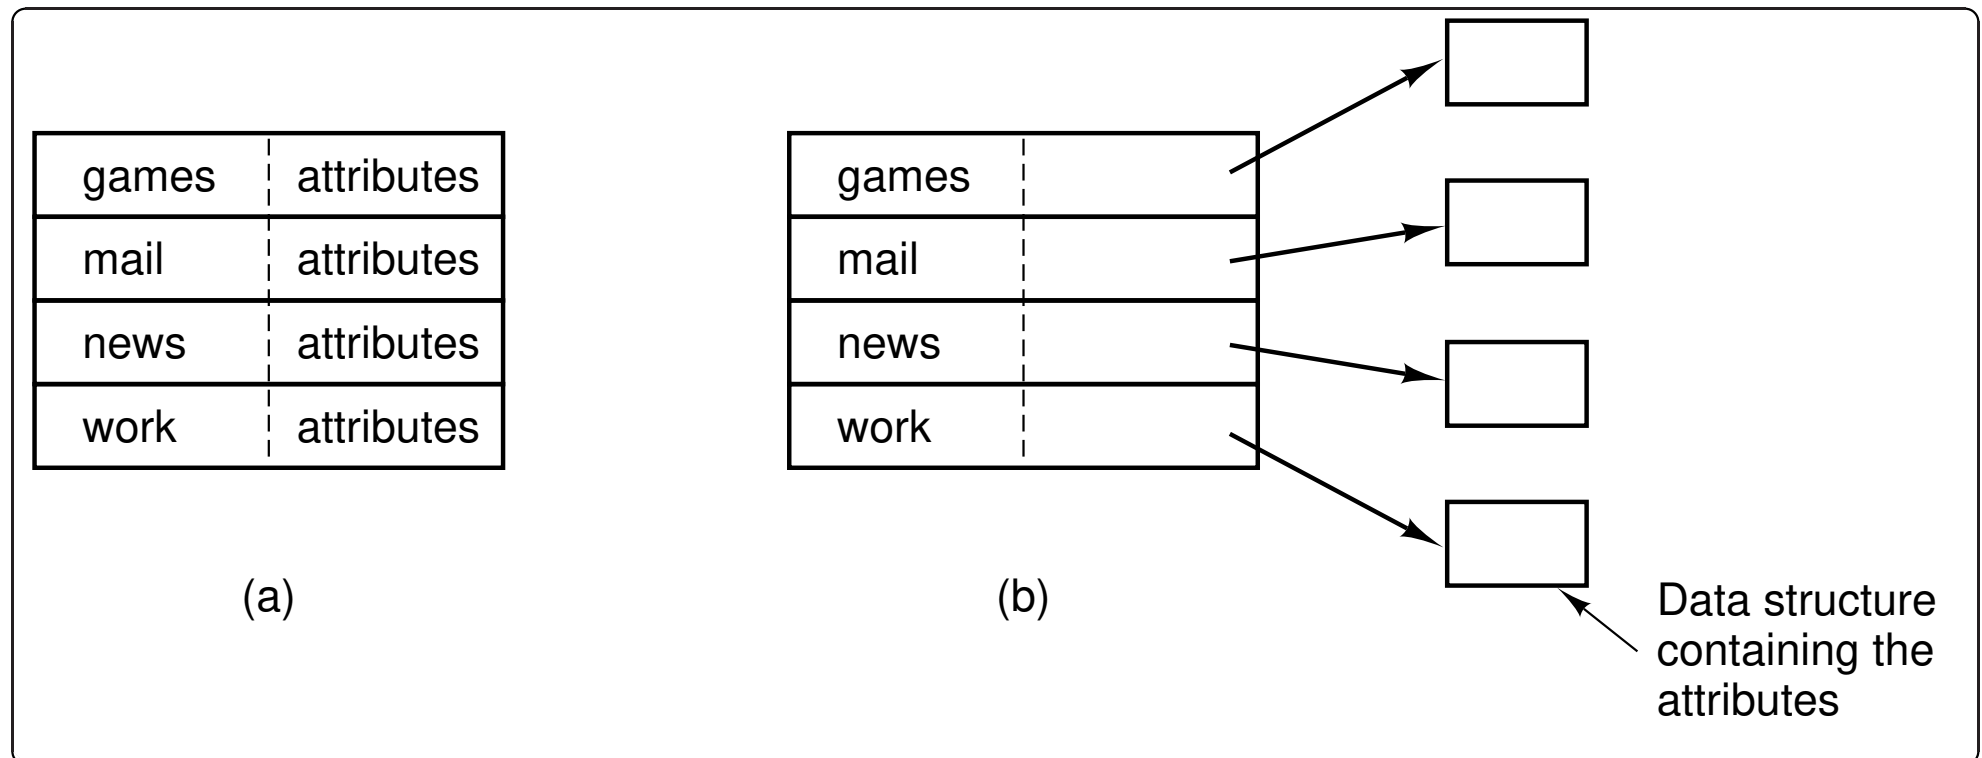 games attributes
mail attributes
news attributes
work attributes
(a)
games
mail
news
work
(b)
Data structure
containing the
attributes